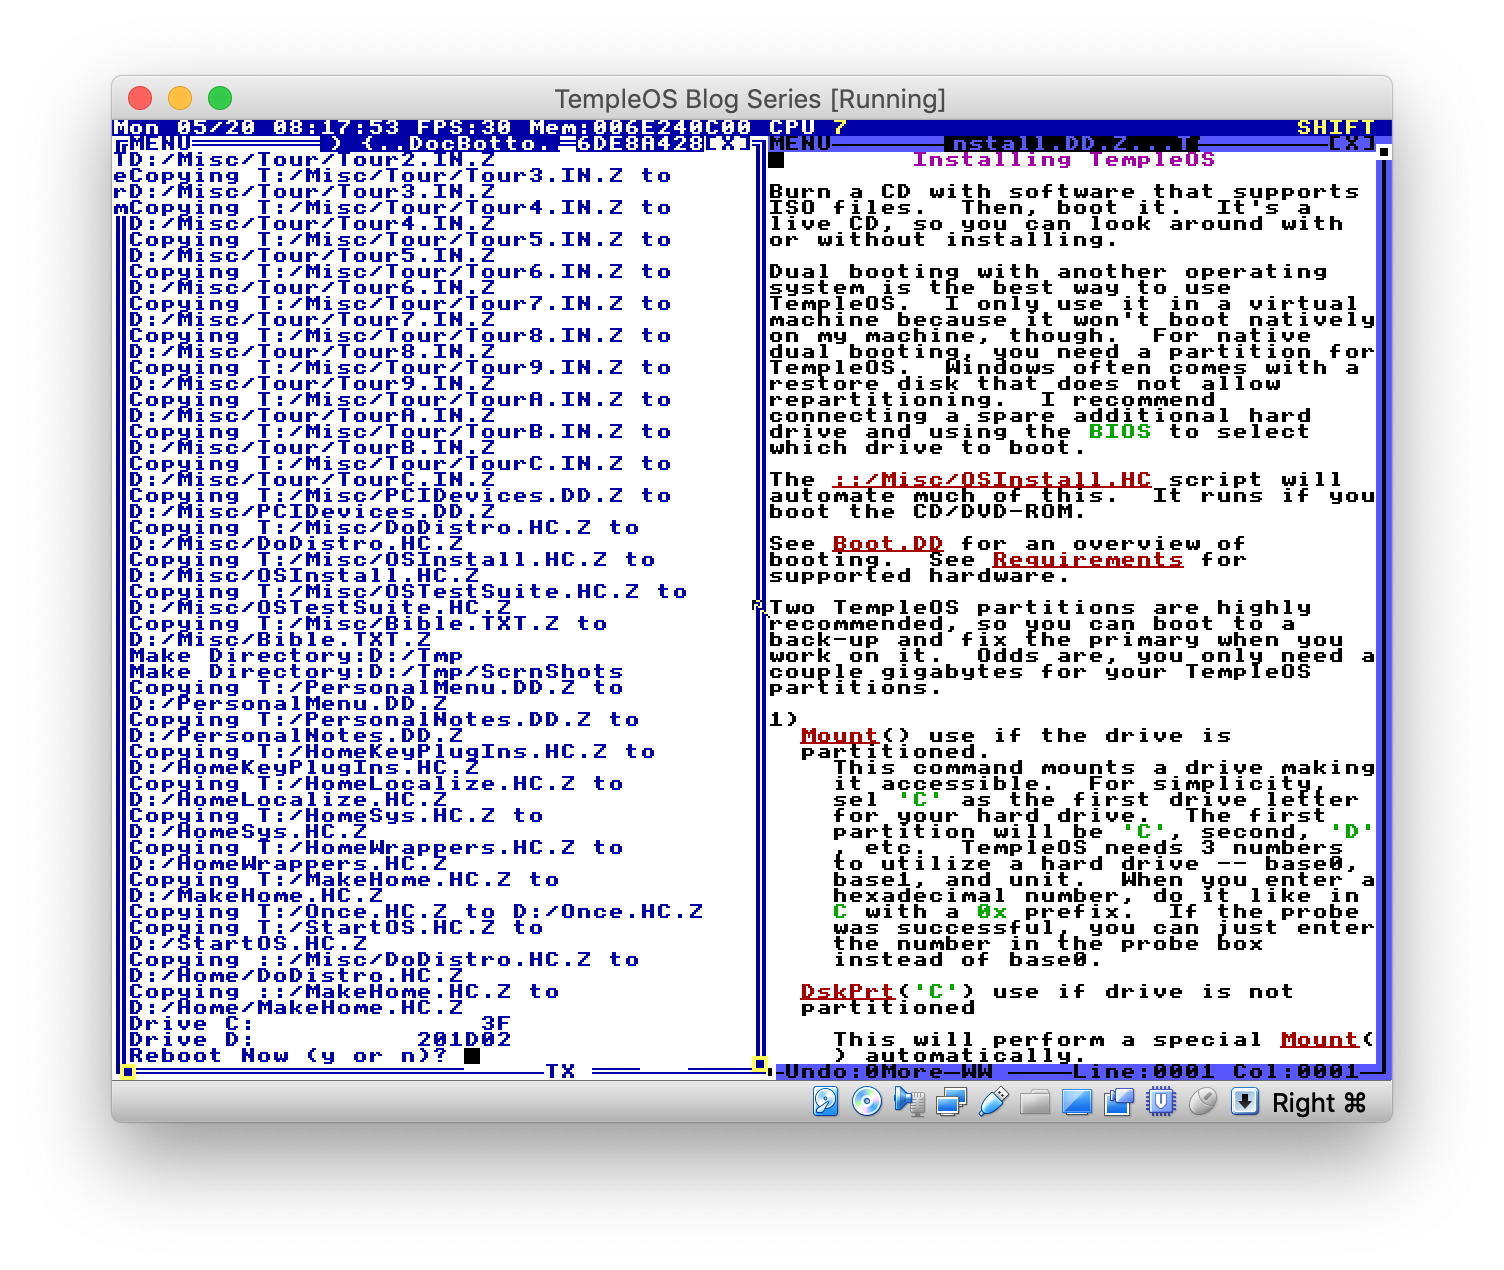 TempleOS Blog Series [Running]
Mon 05/20 08:17:53 FPS:30 Mem:006E240C00 CPU 7 SHIFT
MENU } {..DocBotto. =6DE8A428[X]
TD:/Misc/Tour/Tour2.IN.Z
eCopying T:/Misc/Tour/Tour3.IN.Z to
rD:/Misc/Tour/Tour3.IN.Z
mCopying T:/Misc/Tour/Tour4.IN.Z to
D:/Misc/Tour/Tour4.IN.Z
Copying T:/Misc/Tour/Tour5.IN.Z to
D:/Misc/Tour/Tour5.IN.Z
Copying T:/Misc/Tour/Tour6.IN.Z to
D:/Misc/Tour/Tour6.IN.Z
Copying T:/Misc/Tour/Tour7.IN.Z to
D:/Misc/Tour/Tour7.IN.Z
Copying T:/Misc/Tour/Tour8.IN.Z to
D:/Misc/Tour/Tour8.IN.Z
Copying T:/Misc/Tour/Tour9.IN.Z to
D:/Misc/Tour/Tour9.IN.Z
Copying T:/Misc/Tour/TourA.IN.Z to
D:/Misc/Tour/TourA.IN.Z
Copying T:/Misc/Tour/TourB.IN.Z to
D:/Misc/Tour/TourB.IN.Z
Copying T:/Misc/Tour/TourC.IN.Z to
D:/Misc/Tour/TourC.IN.Z
Copying T:/Misc/PCIDevices.DD.Z to
D:/Misc/PCIDevices.DD.Z
Copying T:/Misc/DoDistro.HC.Z to
D:/Misc/DoDistro.HC.Z
Copying T:/Misc/OSInstall.HC.Z to
D:/Misc/OSInstall.HC.Z
Copying T:/Misc/OSTestSuite.HC.Z to
D:/Misc/OSTestSuite.HC.Z
Copying T:/Misc/Bible.TXT.Z to
D:/Misc/Bible.TXT.Z
Make Directory:D:/Tmp
Make Directory:D:/Tmp/ScrnShots
Copying T:/PersonalMenu.DD.Z to
D:/PersonalMenu.DD.Z
Copying T:/PersonalNotes.DD.Z to
D:/PersonalNotes.DD.Z
Copying T:/HomeKeyPlugIns.HC.Z to
D:/HomeKeyPlugIns.HC.Z
Copying T:/HomeLocalize.HC.Z to
D:/HomeLocalize.HC.Z
Copying T:/HomeSys.HC.Z to
D:/HomeSys.HC.Z
Copying T:/HomeWrappers.HC.Z to
D:/HomeWrappers.HC.Z
Copying T:/MakeHome.HC.Z to
D:/MakeHome.HC.Z
Copying T:/Once.HC.Z to D:/Once.HC.Z
Copying T:/StartOS.HC.Z to
D:/StartOS.HC.Z
Copying ::/Misc/DoDistro.HC.Z to
D:/Home/DoDistro.HC.Z
Copying ::/MakeHome.HC.Z to
D:/Home/MakeHome.HC.Z
Drive C: 3F
Drive D: 201D02
Reboot Now (y or n)?
TX
MENU nstall.DD.Z...T [X]
Installing TempleOS
Burn a CD with software that supports
ISO files. Then, boot it. It's a
live CD, so you can look around with
or without installing.
Dual booting with another operating
system is the best way to use
TempleOS. I only use it in a virtual
machine because it won't boot natively
on my machine, though. For native
dual booting, you need a partition for
TempleOS. Windows often comes with a
restore disk that does not allow
repartitioning. I recommend
connecting a spare additional hard
drive and using the BIOS to select
which drive to boot.
The ::/Misc/OSInstall.HC script will
automate much of this. It runs if you
boot the CD/DVD-ROM.
See Boot.DD for an overview of
booting. See Requirements for
supported hardware.
Two TempleOS partitions are highly
recommended, so you can boot to a
back-up and fix the primary when you
work on it. Odds are, you only need a
couple gigabytes for your TempleOS
partitions.
1)
Mount() use if the drive is
partitioned.
This command mounts a drive making
it accessible. For simplicity,
sel 'C' as the first drive letter
for your hard drive. The first
partition will be 'C', second, 'D'
, etc. TempleOS needs 3 numbers
to utilize a hard drive -- base0,
base1, and unit. When you enter a
hexadecimal number, do it like in
C with a 0x prefix. If the probe
was successful, you can just enter
the number in the probe box
instead of base0.
DskPrt('C') use if drive is not
partitioned
This will perform a special Mount(
) automatically.
Undo:0More-WW Line:0001 Col:0001
Right ⌘